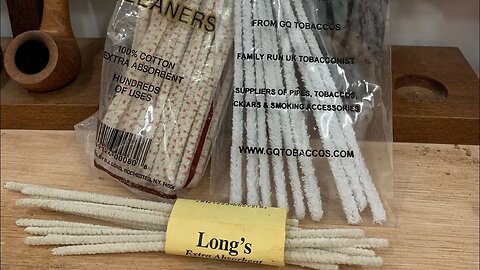 CLEANERS
100% COTTON
EXTRA ABSORBENT
HUNDREDS
OF USES
FROM GQ TOBACCOS
FAMILY RUN UK TOBACCONIST
SUPPLIERS OF PIPES, TOBACCOS,
CIGARS & SMOKING ACCESSORIES
WWW.GQTOBACCOS.COM
Long's
Extra Absorbent